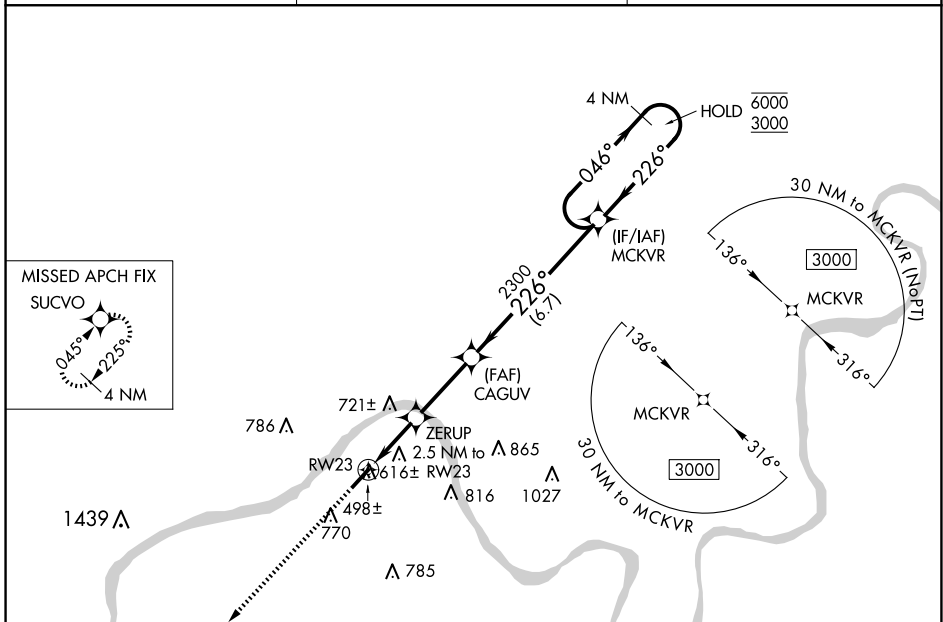 4 NM
HOLD 6000
3000
046°
226°
30 NM to MCKVR (NoPT)
(IF/IAF)
MCKVR
136°
3000
MCKVR
316°
2300
226°
(6.7)
MISSED APCH FIX
SUCVO
045°
225°
4 NM
136°
MCKVR
316°
3000
30 NM to MCKVR
(FAF)
CAGUV
721±
786
ZERUP
2.5 NM to
RW23
865
RW23
616±
498±
816
1027
1439
770
785